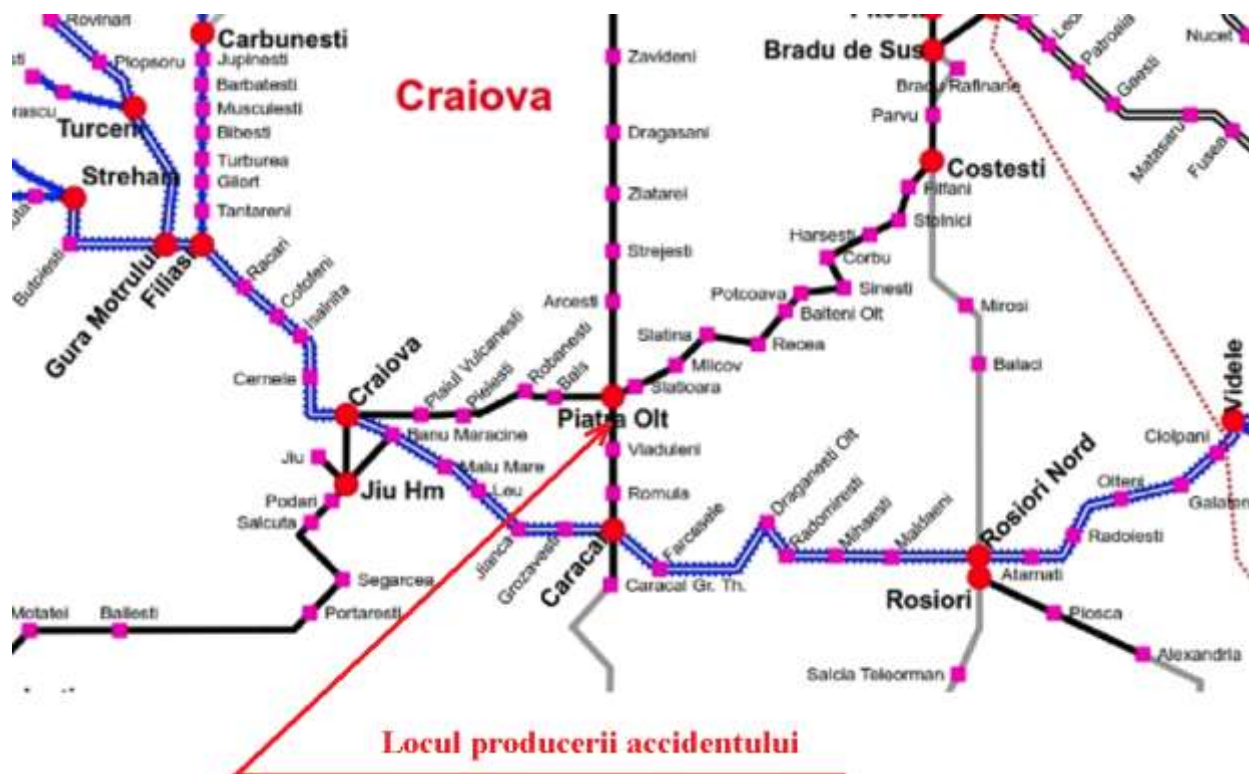 Rovinari
Plopsoru
Turceni
Strehaia
Butoiesti
Gura Motrului
Filiasi
Carbunesti
Jupinesti
Barbatesti
Musculesti
Bibesti
Turburea
Gilort
Tantareni
Racari
Cotofeni
Isalnita
Cernele
Craiova
Craiova
Plaiul Vulcanesti
Pielesti
Robanesti
Bals
Piatra Olt
Zavideni
Dragasani
Zlatarei
Strejesti
Arcesti
Slatioara
Milcov
Slatina
Recea
Balteni Olt
Potcoava
Sinesti
Corbu
Harsesti
Stolnici
Costesti
Parvu
Bradu Rafinarie
Bradu de Sus
Patroaia
Gaesti
Matasaru
Fusea
Nucet
Mirosi
Balaci
Videle
Ciolpani
Olteni
Radoiesti
Atarnati
Rosiori Nord
Rosiori
Plosca
Alexandria
Salcia Teleorman
Maldaeni
Mihaesti
Radomiresti
Draganesti Olt
Farcasele
Vladuleni
Romula
Caracal
Caracal Gr. Th.
Grozavesti
Jianca
Leu
Malu Mare
Banu Maracine
Jiu
Jiu Hm
Podari
Salcuta
Segarcea
Portaresti
Bailesti
Motatei
Locul producerii accidentului